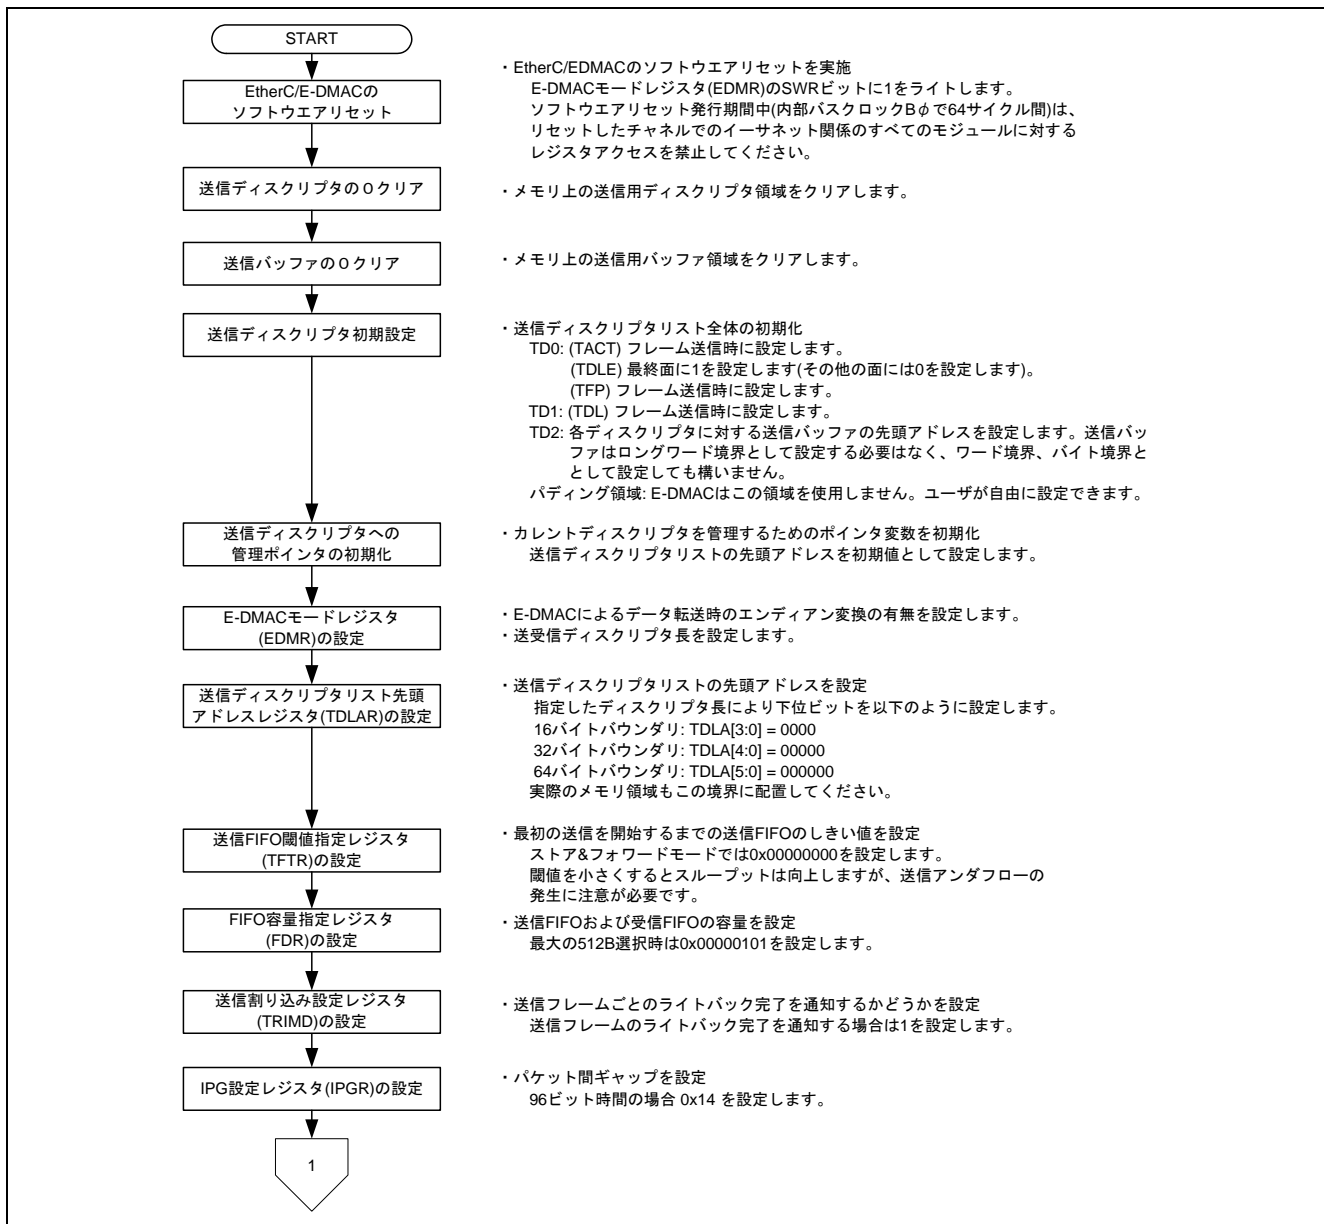 START
EtherC/E-DMACの
ソフトウエアリセット
・EtherC/EDMACのソフトウエアリセットを実施
E-DMACモードレジスタ(EDMR)のSWRビットに1をライトします。
ソフトウエアリセット発行期間中(内部バスクロックBφで64サイクル間)は、
リセットしたチャネルでのイーサネット関係のすべてのモジュールに対する
レジスタアクセスを禁止してください。
送信ディスクリプタの0クリア
・メモリ上の送信用ディスクリプタ領域をクリアします。
送信バッファの0クリア
・メモリ上の送信用バッファ領域をクリアします。
送信ディスクリプタ初期設定
・送信ディスクリプタリスト全体の初期化
TD0: (TACT) フレーム送信時に設定します。
(TDLE) 最終面に1を設定します(その他の面には0を設定します)。
(TFP) フレーム送信時に設定します。
TD1: (TDL) フレーム送信時に設定します。
TD2: 各ディスクリプタに対する送信バッファの先頭アドレスを設定します。送信バッ
ファはロングワード境界として設定する必要はなく、ワード境界、バイト境界と
として設定しても構いません。
パディング領域: E-DMACはこの領域を使用しません。ユーザが自由に設定できます。
送信ディスクリプタへの
管理ポインタの初期化
・カレントディスクリプタを管理するためのポインタ変数を初期化
送信ディスクリプタリストの先頭アドレスを初期値として設定します。
E-DMACモードレジスタ
(EDMR)の設定
・E-DMACによるデータ転送時のエンディアン変換の有無を設定します。
・送受信ディスクリプタ長を設定します。
送信ディスクリプタリスト先頭
アドレスレジスタ(TDLAR)の設定
・送信ディスクリプタリストの先頭アドレスを設定
指定したディスクリプタ長により下位ビットを以下のように設定します。
16バイトバウンダリ: TDLA[3:0] = 0000
32バイトバウンダリ: TDLA[4:0] = 00000
64バイトバウンダリ: TDLA[5:0] = 000000
実際のメモリ領域もこの境界に配置してください。
送信FIFO閾値指定レジスタ
(TFTR)の設定
・最初の送信を開始するまでの送信FIFOのしきい値を設定
ストア&フォワードモードでは0x00000000を設定します。
閾値を小さくするとスループットは向上しますが、送信アンダフローの
発生に注意が必要です。
FIFO容量指定レジスタ
(FDR)の設定
・送信FIFOおよび受信FIFOの容量を設定
最大の512B選択時は0x00000101を設定します。
送信割り込み設定レジスタ
(TRIMD)の設定
・送信フレームごとのライトバック完了を通知するかどうかを設定
送信フレームのライトバック完了を通知する場合は1を設定します。
IPG設定レジスタ(IPGR)の設定
・パケット間ギャップを設定
96ビット時間の場合 0x14 を設定します。
1